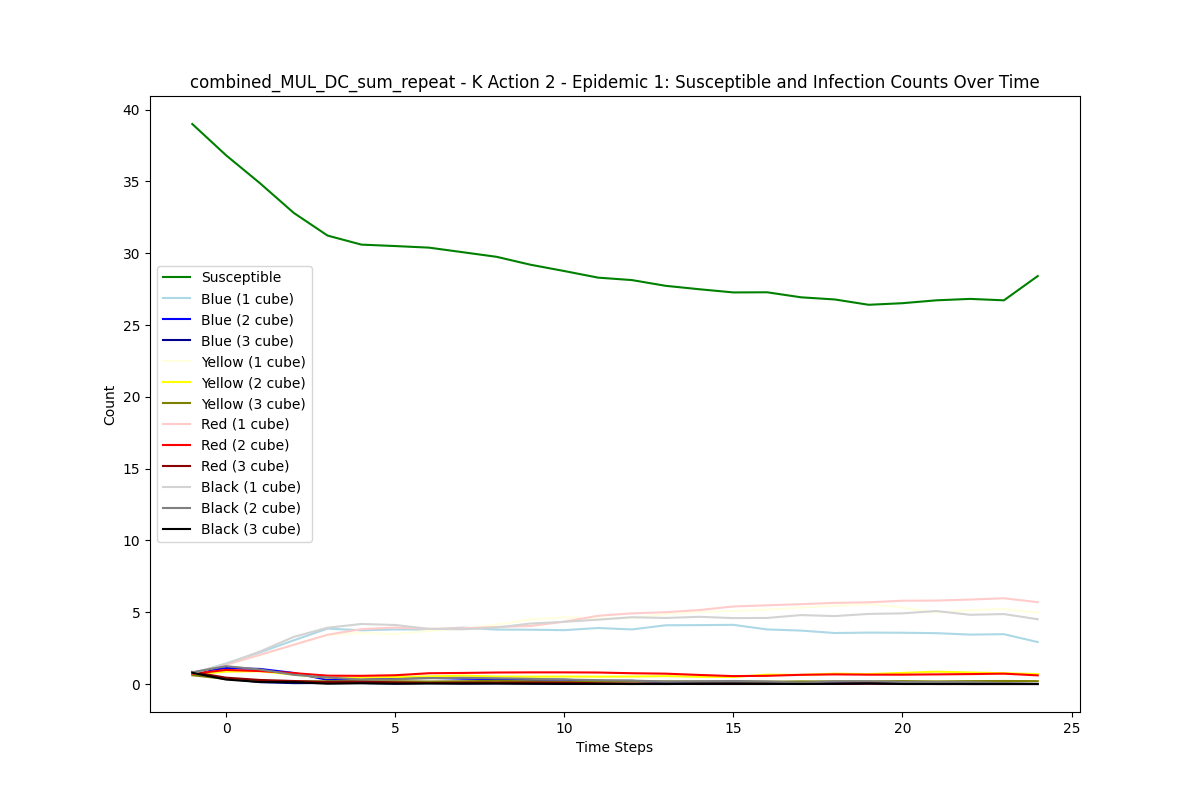 combined_MUL_DC_sum_repeat - K Action 2 - Epidemic 1: Susceptible and Infection Counts Over Time
40
35
30
25
20
15
10
5
0
Count
Susceptible
Blue (1 cube)
Blue (2 cube)
Blue (3 cube)
Yellow (1 cube)
Yellow (2 cube)
Yellow (3 cube)
Red (1 cube)
Red (2 cube)
Red (3 cube)
Black (1 cube)
Black (2 cube)
Black (3 cube)
0 5 10 15 20 25
Time Steps